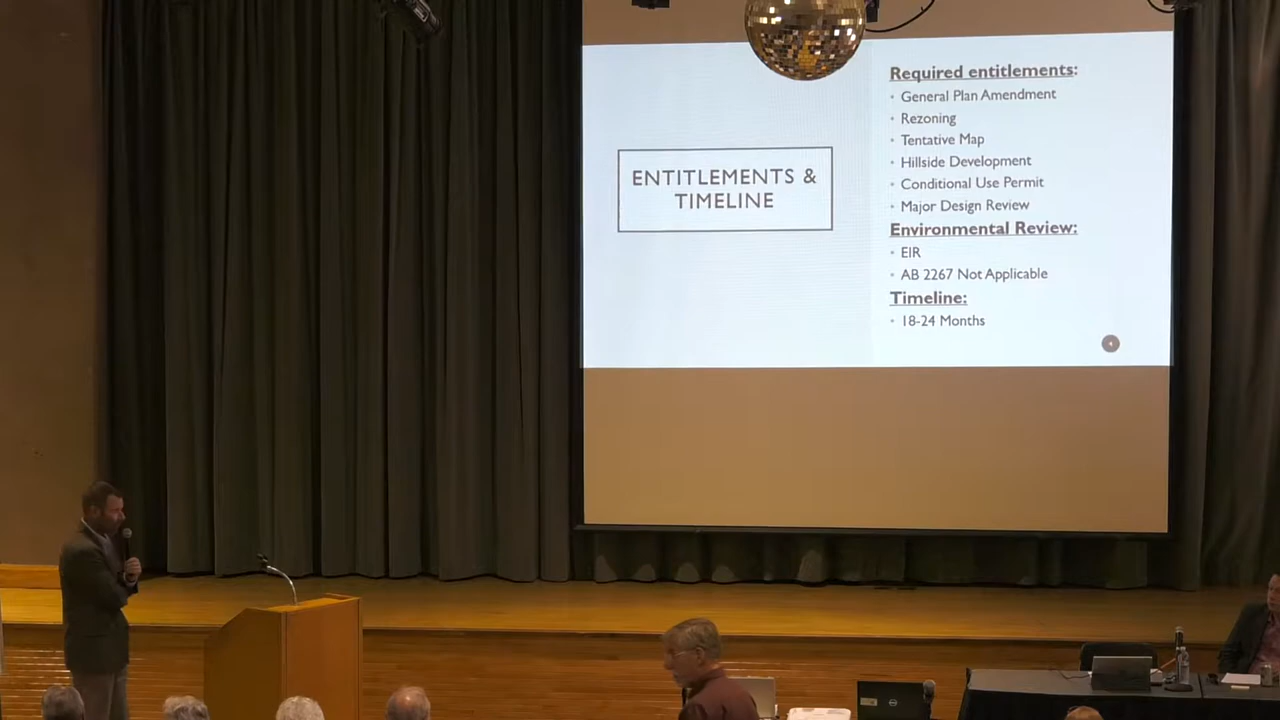 ENTITLEMENTS &
TIMELINE
Required entitlements:
• General Plan Amendment
• Rezoning
• Tentative Map
• Hillside Development
• Conditional Use Permit
• Major Design Review
Environmental Review:
• EIR
• AB 2267 Not Applicable
Timeline:
• 18-24 Months